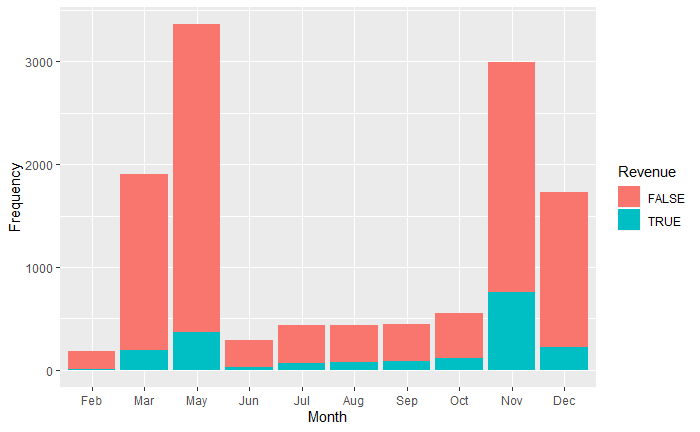 3000
2000
1000
0
Frequency
Feb Mar May Jun Jul Aug Sep Oct Nov Dec
Month
Revenue
FALSE
TRUE